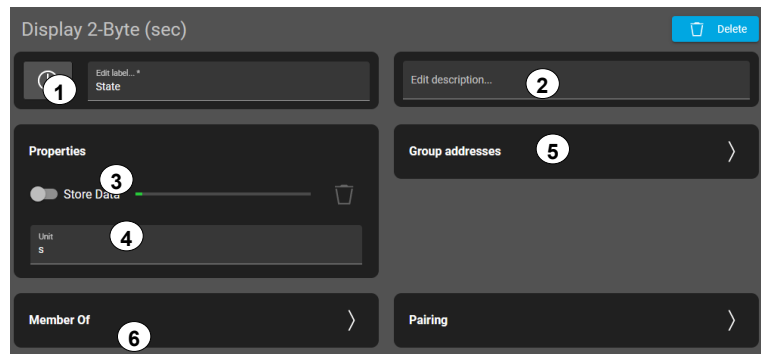 Display 2-Byte (sec)
Delete
1
Edit label... *
State
Edit description...
2
Properties
3
Store Data
4
Unit
s
Group addresses
5
Member Of
6
Pairing